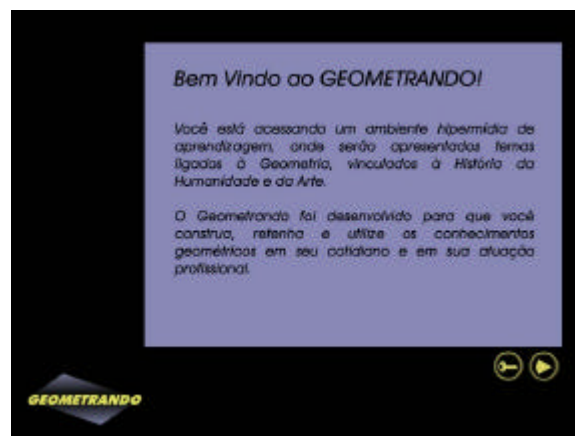 Bem Vindo ao GEOMETRANDO!
Você está acessando um ambiente hipermídia de
aprendizagem, onde serão apresentados temas
ligados à Geometria, vinculados à História da
Humanidade e da Arte.
O Geometrando foi desenvolvido para que você
construa, retenha e utilize os conhecimentos
geométricos em seu cotidiano e em sua atuação
profissional.
GEOMETRANDO